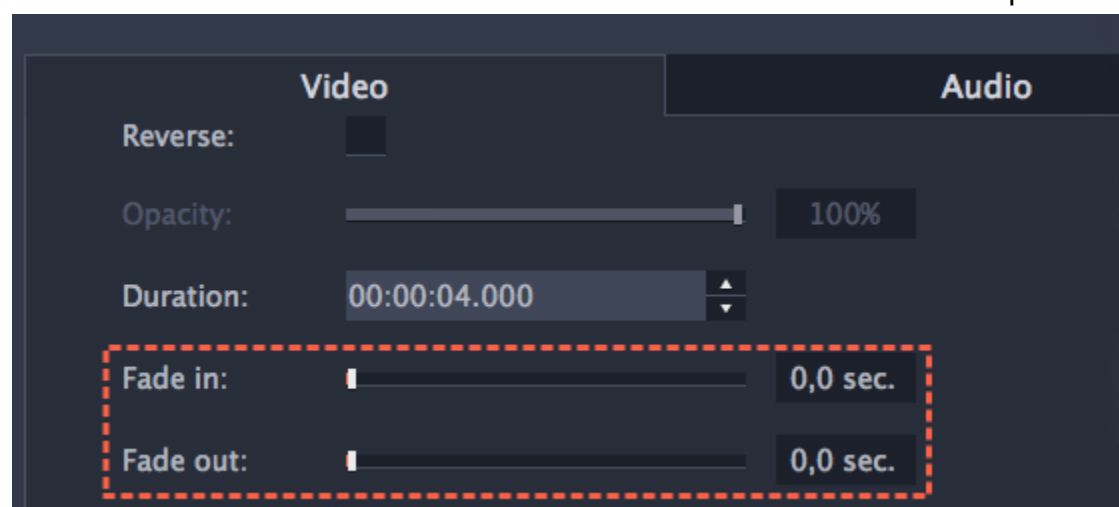 Video Audio
Reverse:
Opacity: 100%
Duration: 00:00:04.000
Fade in: 0,0 sec.
Fade out: 0,0 sec.